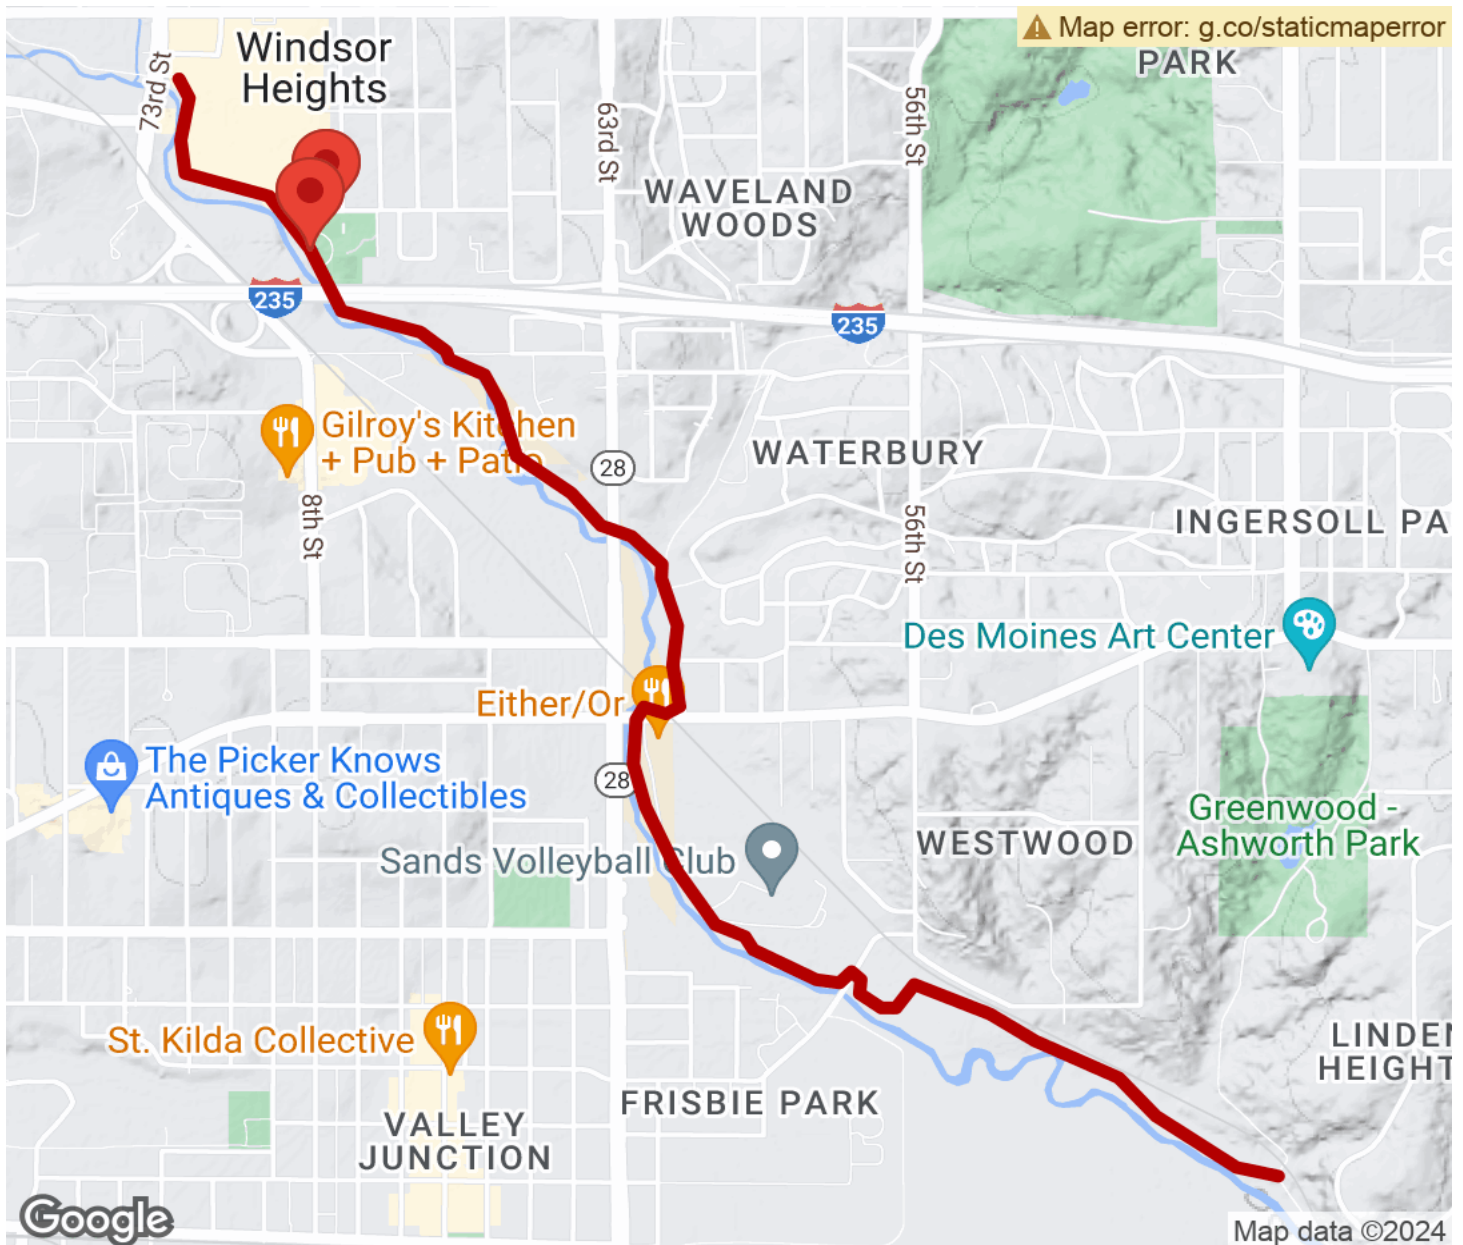 Map error: g.co/staticmaperror
Windsor
Heights
PARK
73rd St
63rd St
56th St
WAVELAND
WOODS
235
235
Gilroy's Kitchen
+ Pub + Patio
28
WATERBURY
8th St
56th St
INGERSOLL PA
Des Moines Art Center
Either/Or
The Picker Knows
Antiques & Collectibles
28
Greenwood -
Ashworth Park
WESTWOOD
Sands Volleyball Club
St. Kilda Collective
LINDEN
HEIGHT
FRISBIE PARK
VALLEY
JUNCTION
Google
Map data ©2024